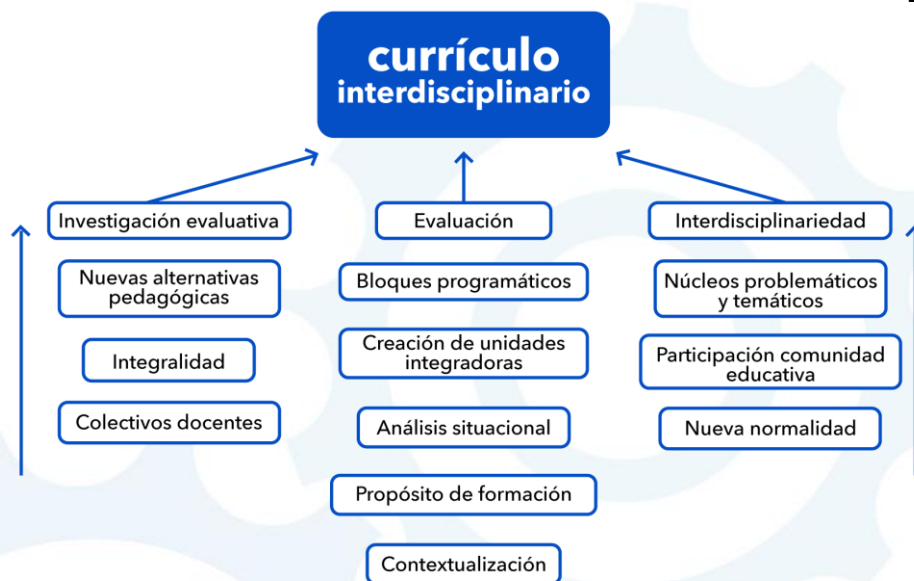 currículo
interdisciplinario
Investigación evaluativa
Nuevas alternativas
pedagógicas
Integralidad
Colectivos docentes
Evaluación
Bloques programáticos
Creación de unidades
integradoras
Análisis situacional
Propósito de formación
Contextualización
Interdisciplinariedad
Núcleos problemáticos
y temáticos
Participación comunidad
educativa
Nueva normalidad